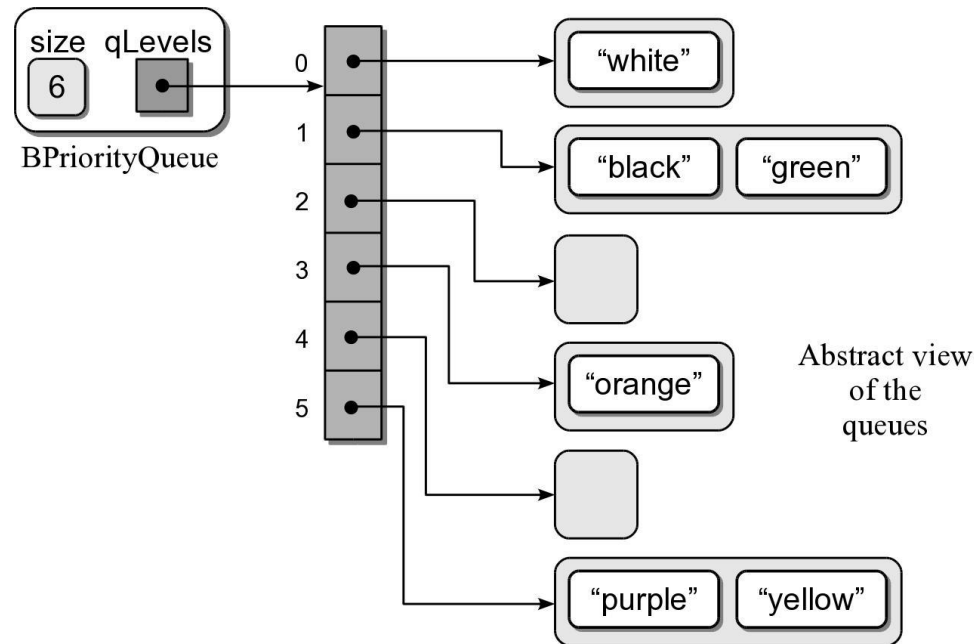 size qLevels
6
BPriorityQueue
0
“white”
1
“black” “green”
2
3
“orange”
4
5
“purple” “yellow”
Abstract view
of the
queues